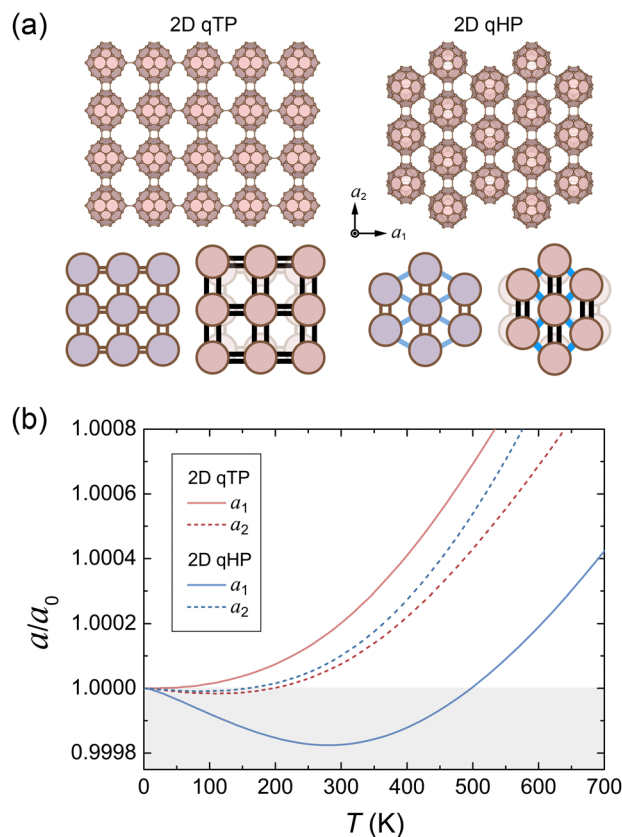 (a)
2D qTP
2D qHP
a2
a1
(b)
1.0008
1.0006
1.0004
1.0002
1.0000
0.9998
a/a0
2D qTP
a1
a2
2D qHP
a1
a2
0 100 200 300 400 500 600 700
T (K)